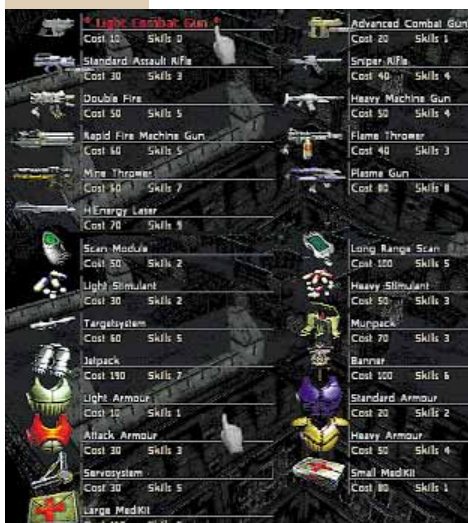 * Light Combat Gun *
Cost 10 Skills 0
Advanced Combat Gun
Cost 20 Skills 1
Standard Assault Rifle
Cost 30 Skills 3
Sniper Rifle
Cost 40 Skills 4
Double Fire
Cost 50 Skills 5
Heavy Machine Gun
Cost 50 Skills 4
Rapid Fire Machine Gun
Cost 60 Skills 5
Flame Thrower
Cost 40 Skills 3
Mine Thrower
Cost 60 Skills 7
Plasma Gun
Cost 80 Skills 8
H Energy Laser
Cost 70 Skills 9
Scan Module
Cost 50 Skills 2
Long Range Scan
Cost 100 Skills 5
Light Stimulant
Cost 30 Skills 2
Heavy Stimulant
Cost 50 Skills 3
Targetsystem
Cost 60 Skills 5
Munpack
Cost 70 Skills 3
Jetpack
Cost 190 Skills 7
Banner
Cost 100 Skills 6
Light Armour
Cost 10 Skills 1
Standard Armour
Cost 20 Skills 2
Attack Armour
Cost 30 Skills 3
Heavy Armour
Cost 50 Skills 4
Servosystem
Cost 30 Skills 5
Small MediKit
Cost 80 Skills 1
Large MediKit